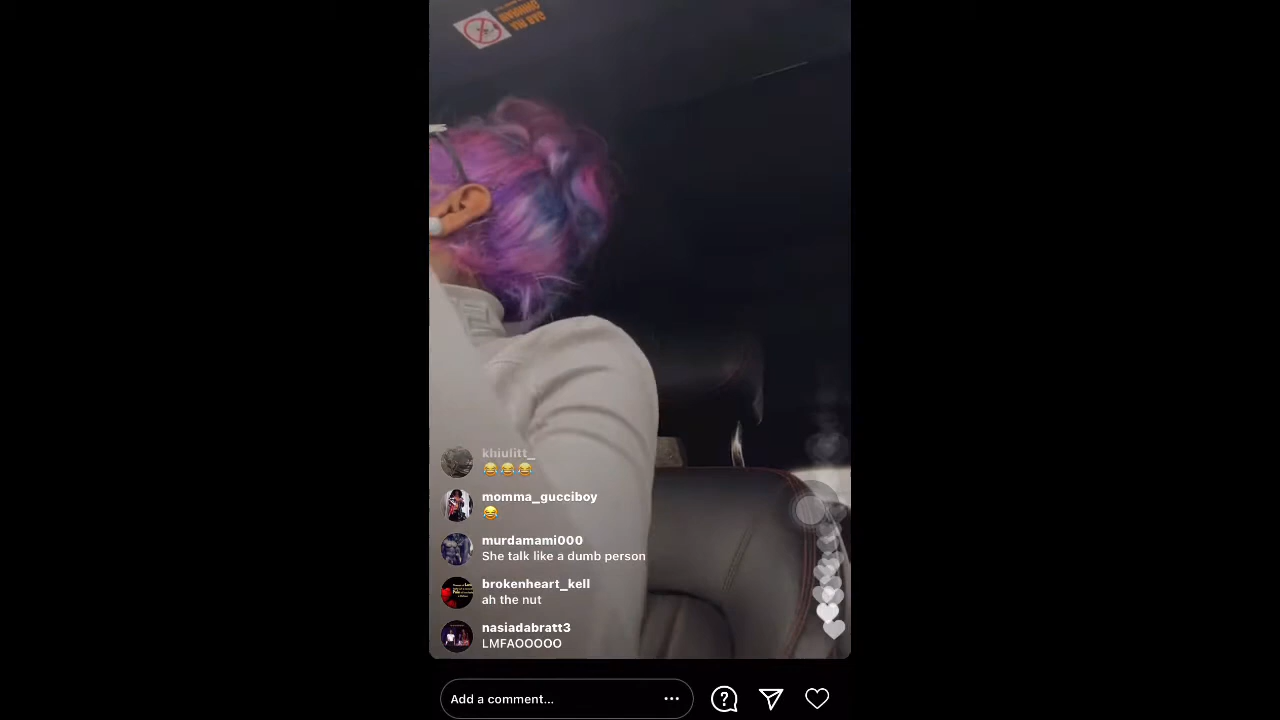 khiulitt_
😂😂😂
momma_gucciboy
😂
murdamami000
She talk like a dumb person
brokenheart_kell
ah the nut
nasiadabratt3
LMFAOOOOO
Add a comment...